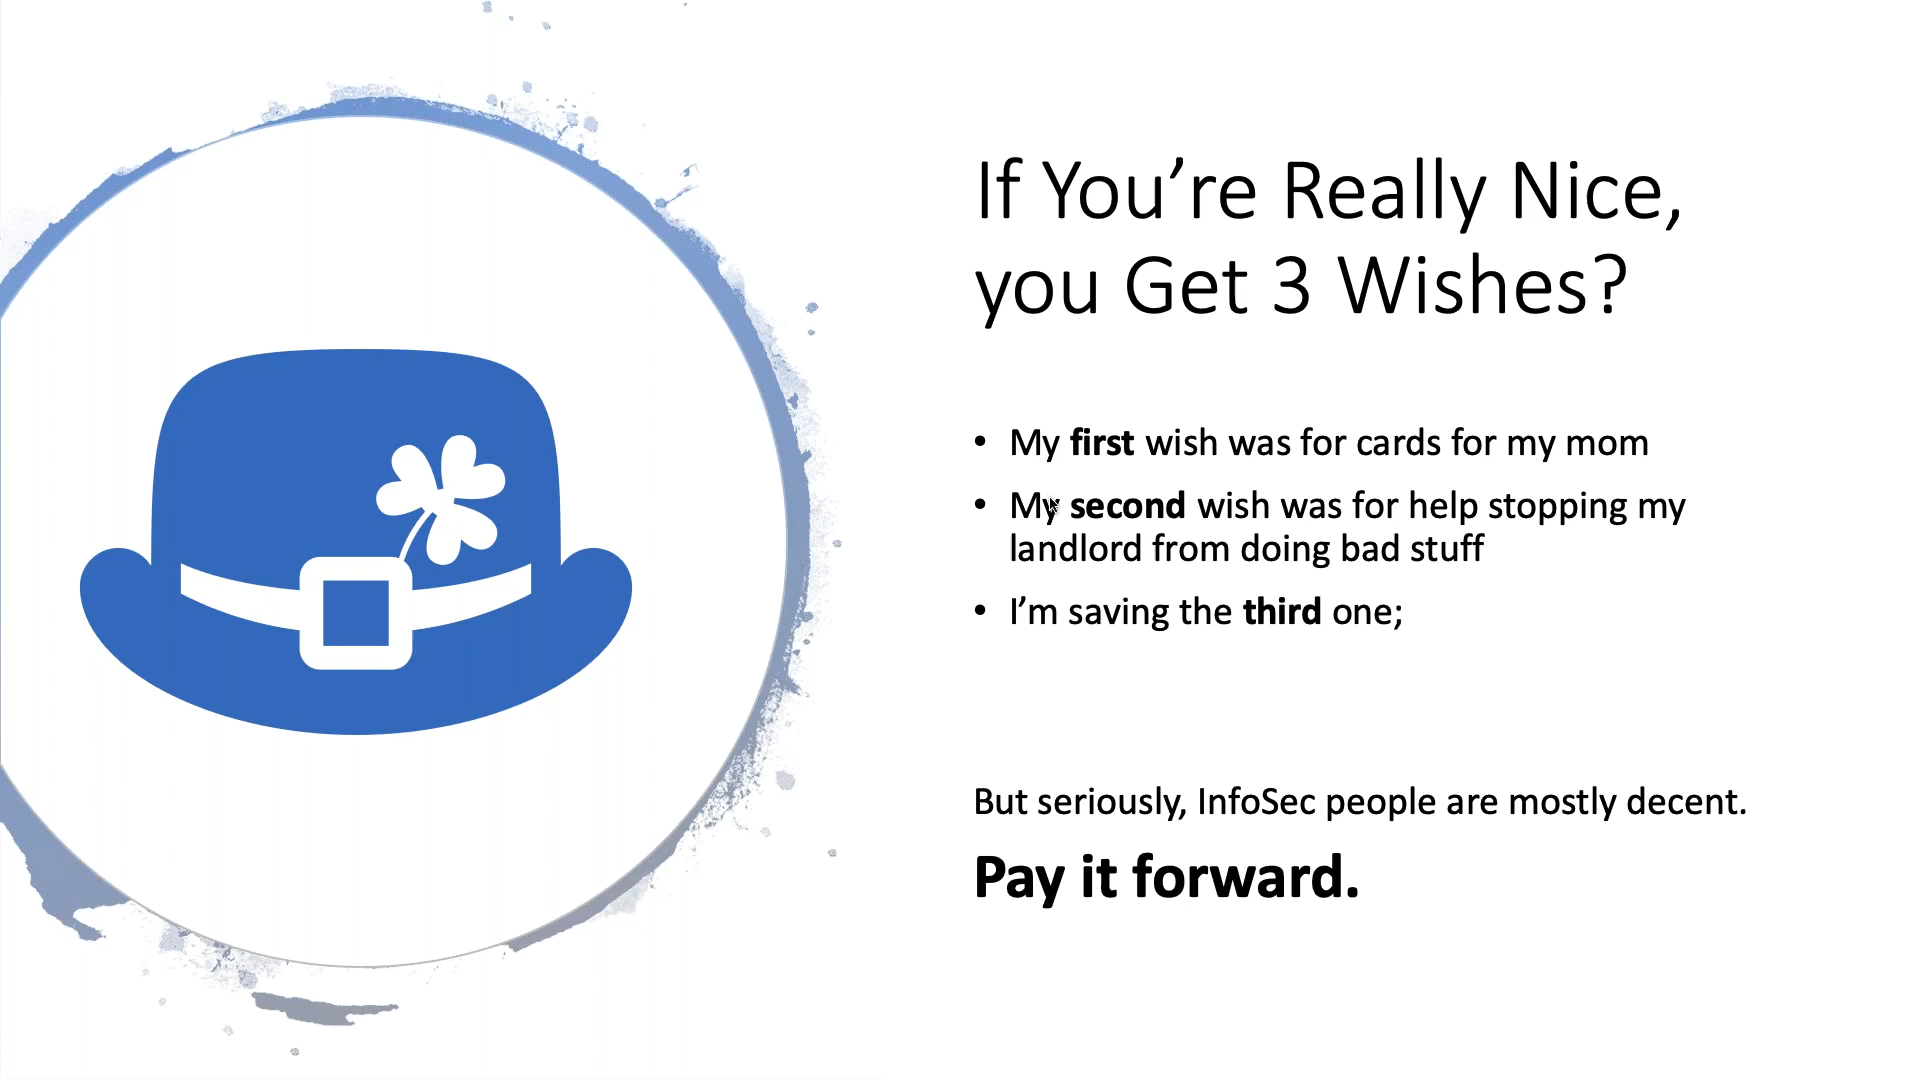 If You’re Really Nice,
you Get 3 Wishes?
• My first wish was for cards for my mom
• My second wish was for help stopping my
landlord from doing bad stuff
• I’m saving the third one;
But seriously, InfoSec people are mostly decent.
Pay it forward.